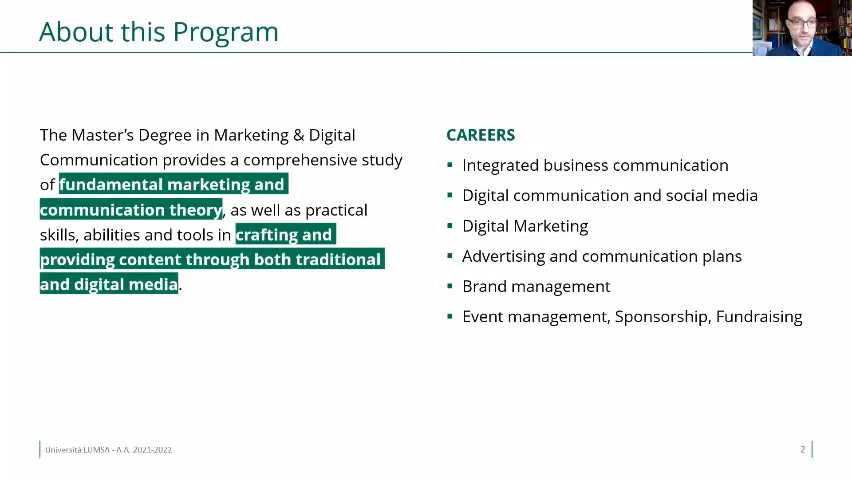 About this Program
The Master's Degree in Marketing & Digital
Communication provides a comprehensive study
of fundamental marketing and
communication theory, as well as practical
skills, abilities and tools in crafting and
providing content through both traditional
and digital media.
CAREERS
▪ Integrated business communication
▪ Digital communication and social media
▪ Digital Marketing
▪ Advertising and communication plans
▪ Brand management
▪ Event management, Sponsorship, Fundraising
Università LUMSA - A.A. 2021-2022
2